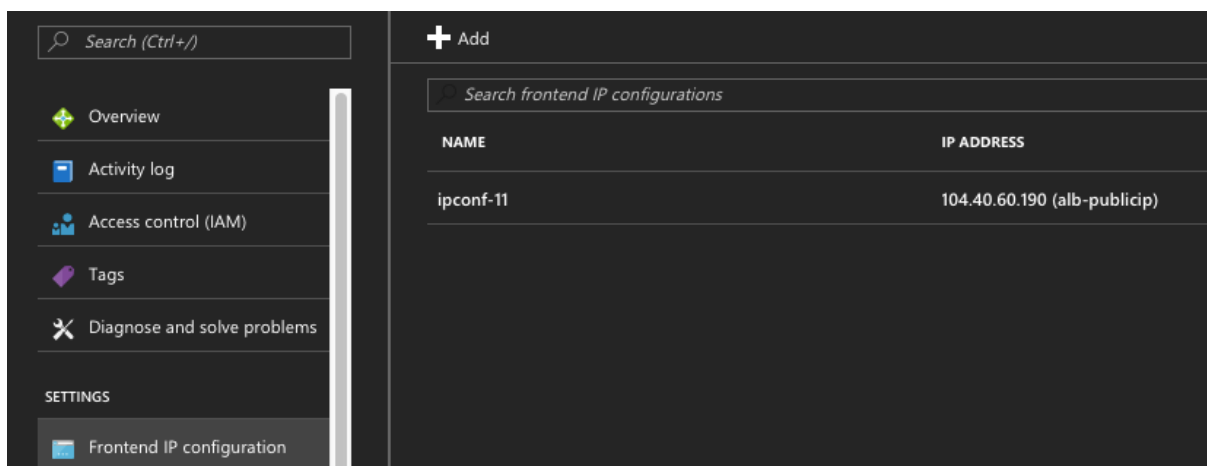 Search (Ctrl+/)
Overview
Activity log
Access control (IAM)
Tags
Diagnose and solve problems
SETTINGS
Frontend IP configuration
Add
Search frontend IP configurations
NAME IP ADDRESS
ipconf-11 104.40.60.190 (alb-publicip)